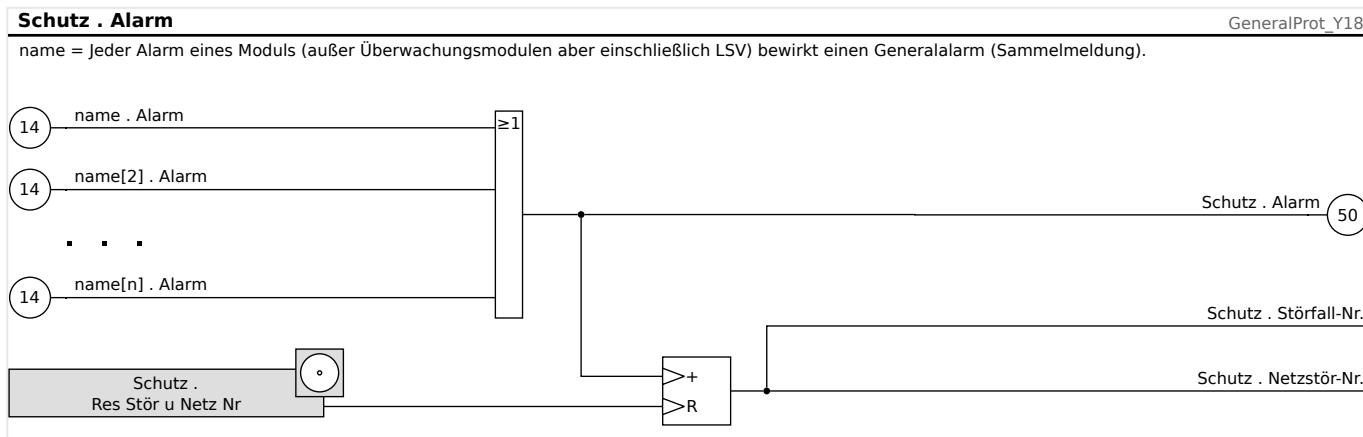 Schutz . Alarm
GeneralProt_Y18
name = Jeder Alarm eines Moduls (außer Überwachungsmodulen aber einschließlich LSV) bewirkt einen Generalalarm (Sammelmeldung).
14
name . Alarm
≥1
14
name[2] . Alarm
Schutz . Alarm
50
. . .
14
name[n] . Alarm
Schutz . Störfall-Nr.
Schutz .
Res Stör u Netz Nr
+
R
Schutz . Netzstör-Nr.